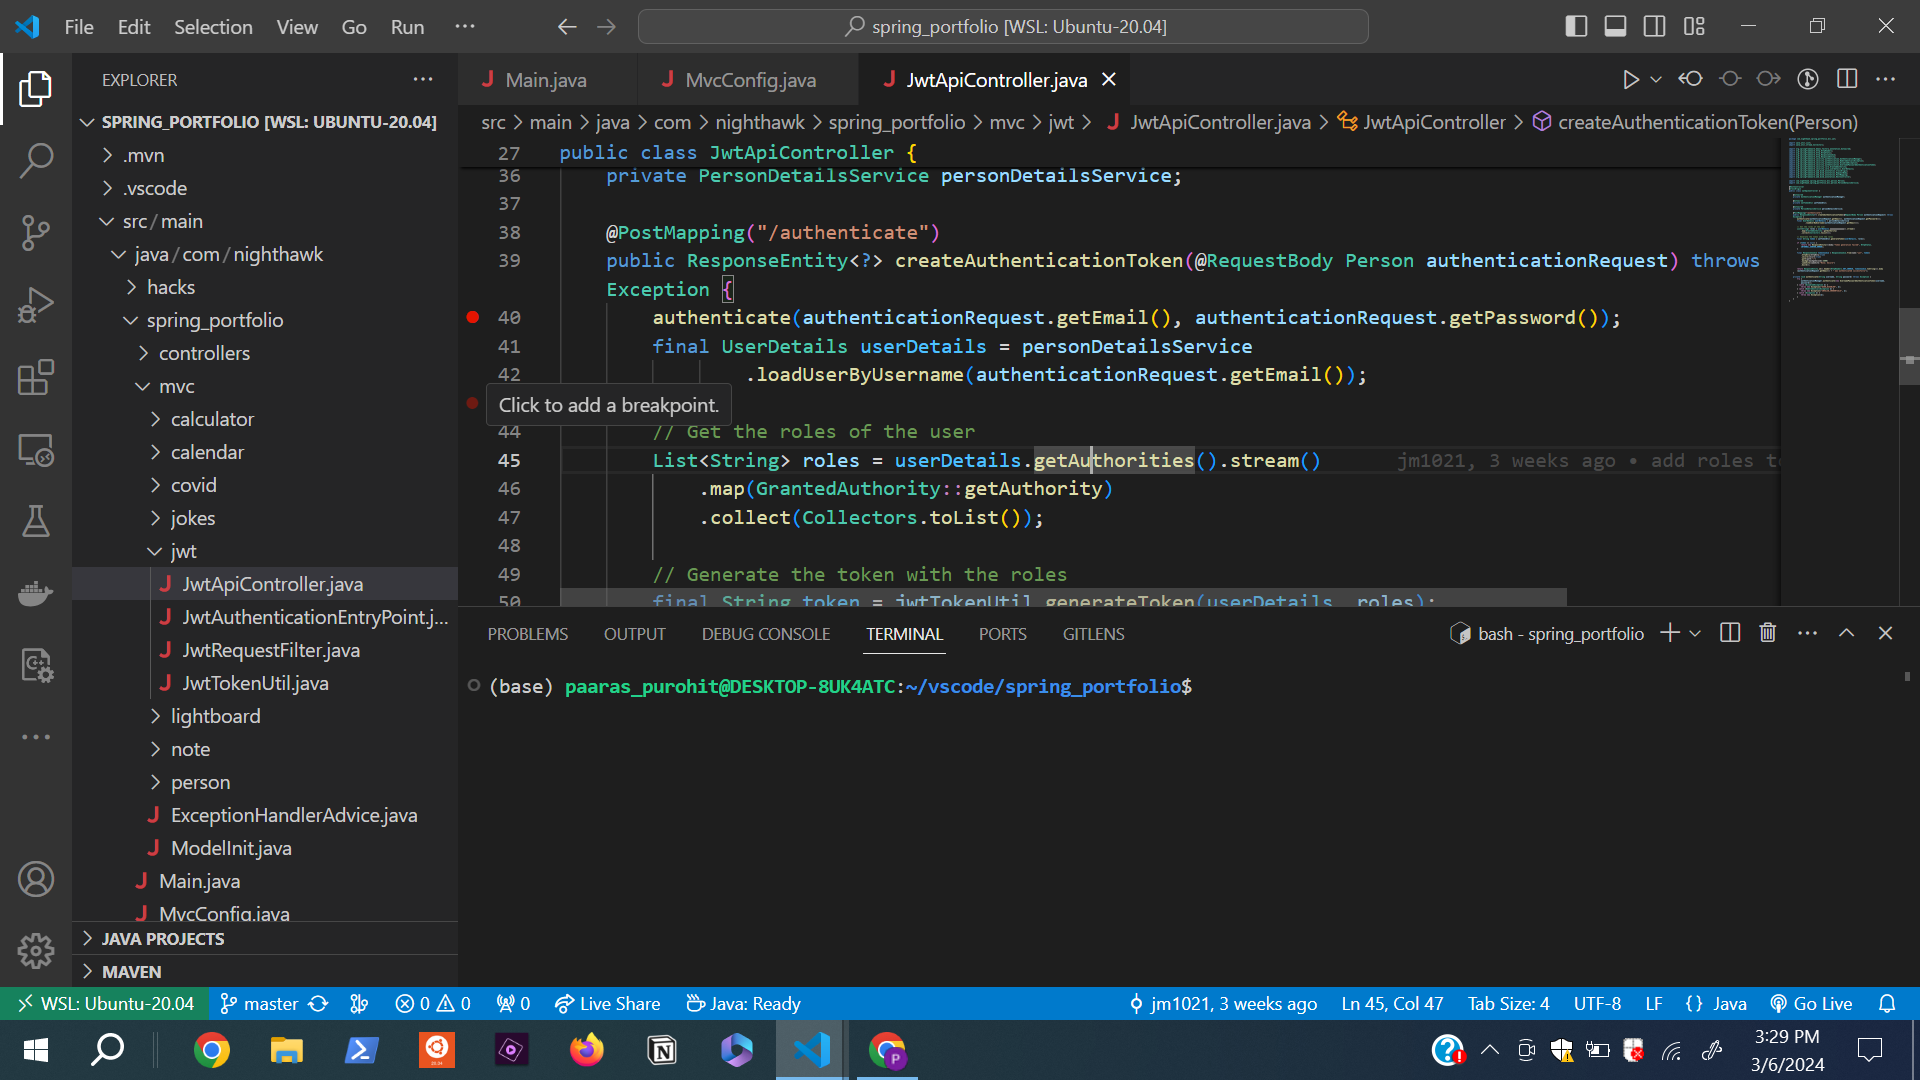 File Edit Selection View Go Run ··· spring_portfolio [WSL: Ubuntu-20.04]
EXPLORER
SPRING_PORTFOLIO [WSL: UBUNTU-20.04]
.mvn
.vscode
src/main
java/com/nighthawk
hacks
spring_portfolio
controllers
mvc
calculator
calendar
covid
jokes
jwt
JwtApiController.java
JwtAuthenticationEntryPoint.j...
JwtRequestFilter.java
JwtTokenUtil.java
lightboard
note
person
ExceptionHandlerAdvice.java
ModelInit.java
Main.java
MvcConfig.java
JAVA PROJECTS
MAVEN
Main.java MvcConfig.java JwtApiController.java
src > main > java > com > nighthawk > spring_portfolio > mvc > jwt > JwtApiController.java > JwtApiController > createAuthenticationToken(Person)
27 public class JwtApiController {
36 private PersonDetailsService personDetailsService;
37
38 @PostMapping("/authenticate")
39 public ResponseEntity<?> createAuthenticationToken(@RequestBody Person authenticationRequest) throws
Exception {
40 authenticate(authenticationRequest.getEmail(), authenticationRequest.getPassword());
41 final UserDetails userDetails = personDetailsService
42 .loadUserByUsername(authenticationRequest.getEmail());
Click to add a breakpoint.
44 // Get the roles of the user
45 List<String> roles = userDetails.getAuthorities().stream() jm1021, 3 weeks ago • add roles t
46 .map(GrantedAuthority::getAuthority)
47 .collect(Collectors.toList());
48
49 // Generate the token with the roles
50 final String token = jwtTokenUtil.generateToken(userDetails, roles);
PROBLEMS OUTPUT DEBUG CONSOLE TERMINAL PORTS GITLENS bash - spring_portfolio
(base) paaras_purohit@DESKTOP-8UK4ATC:~/vscode/spring_portfolio$
WSL: Ubuntu-20.04 master 0 0 0 Live Share Java: Ready jm1021, 3 weeks ago Ln 45, Col 47 Tab Size: 4 UTF-8 LF {} Java Go Live
3:29 PM
3/6/2024